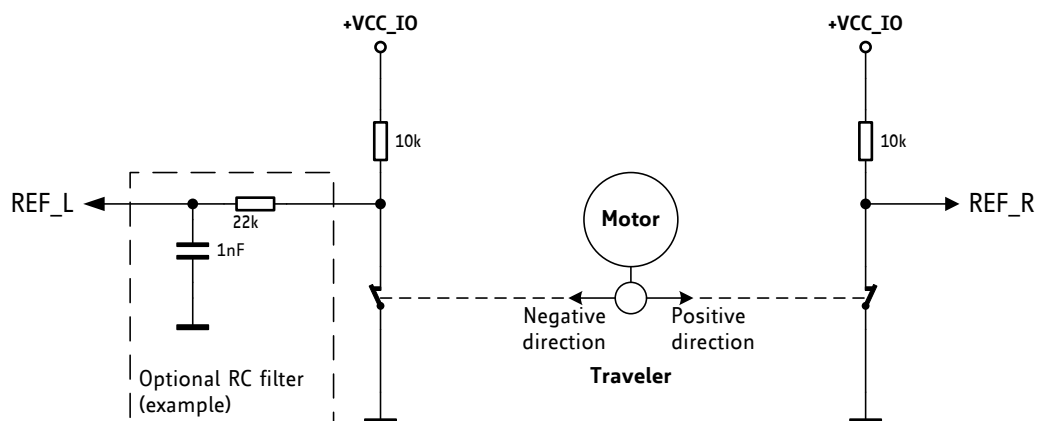 +VCC_IO
+VCC_IO
10k
10k
REF_L
22k
1nF
Motor
REF_R
Negative
direction
Positive
direction
Traveler
Optional RC filter
(example)